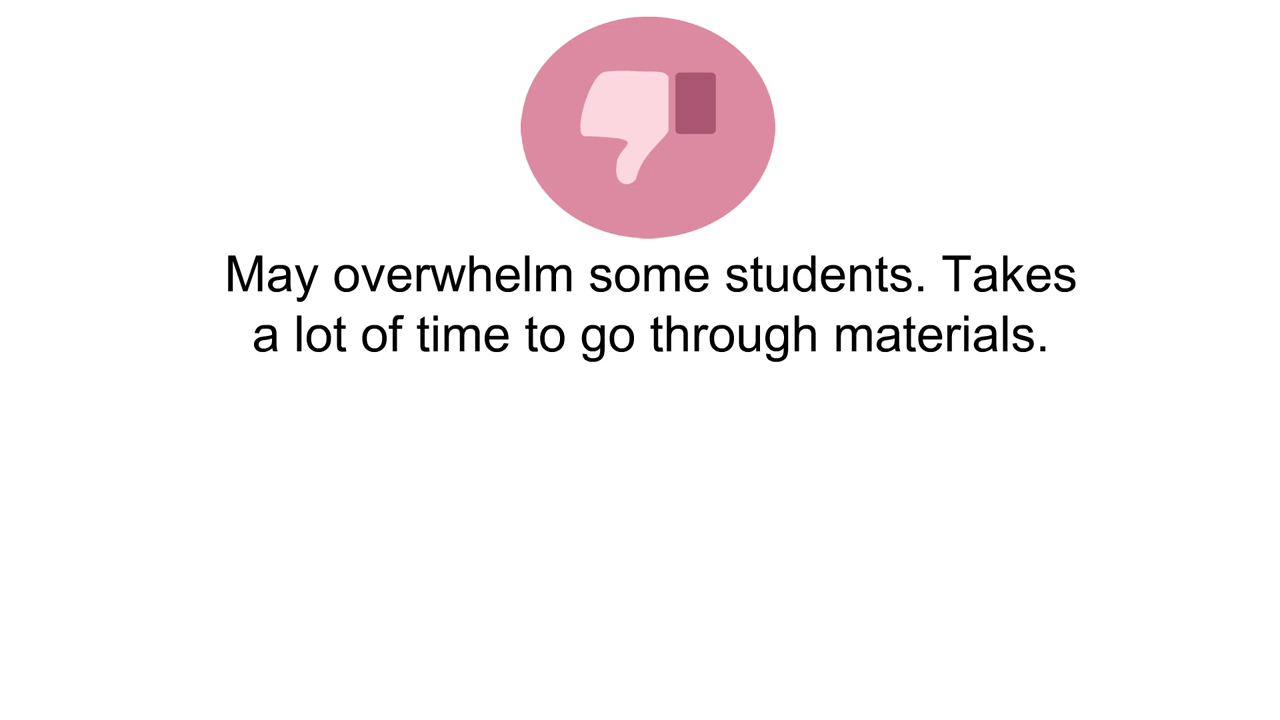 May overwhelm some students. Takes
a lot of time to go through materials.